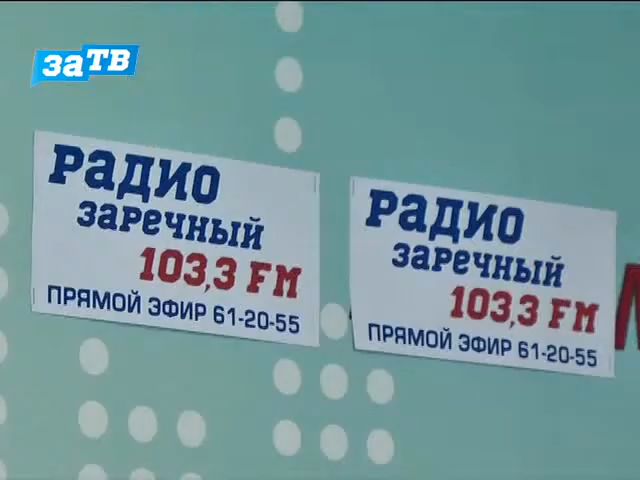 заТВ
РАДИО
заречный
103,3 FM
ПРЯМОЙ ЭФИР 61-20-55
РАДИО
заречный
103,3 FM
ПРЯМОЙ ЭФИР 61-20-55